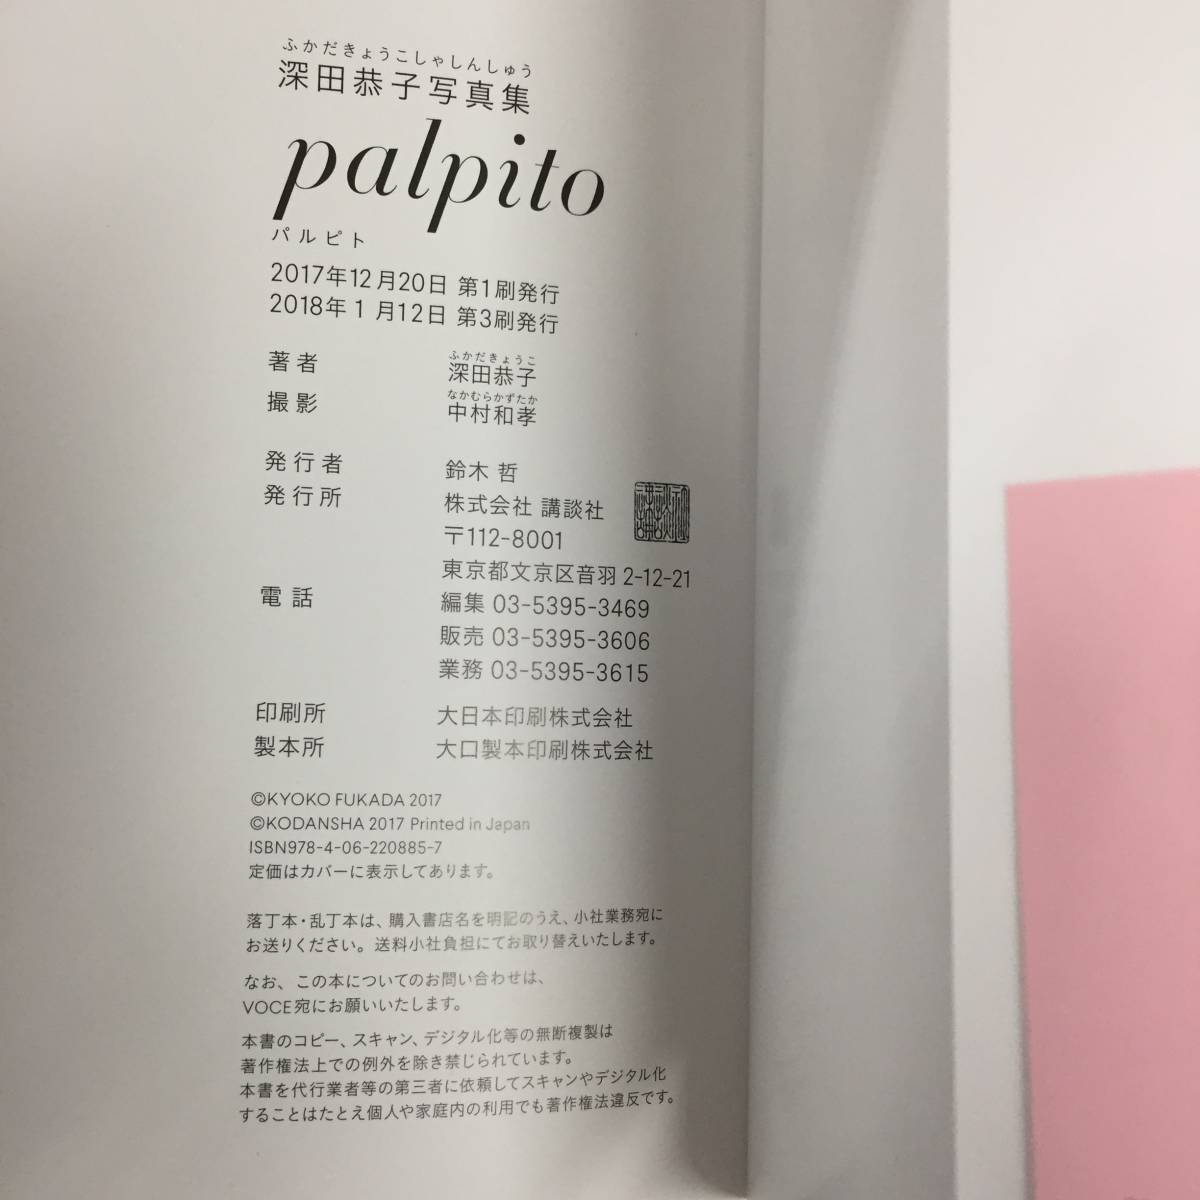 ふかだきょうこしゃしんしゅう
深田恭子写真集
palpito
パルピト
2017年12月20日 第1刷発行
2018年1月12日 第3刷発行
著者 ふかだきょうこ
深田恭子
撮影 なかむらかずたか
中村和孝
発行者 鈴木 哲
発行所 株式会社 講談社
〒112-8001
東京都文京区音羽 2-12-21
電話 編集 03-5395-3469
販売 03-5395-3606
業務 03-5395-3615
印刷所 大日本印刷株式会社
製本所 大口製本印刷株式会社
©KYOKO FUKADA 2017
©KODANSHA 2017 Printed in Japan
ISBN978-4-06-220885-7
定価はカバーに表示してあります。
落丁本・乱丁本は、購入書店名を明記のうえ、小社業務宛に
お送りください。送料小社負担にてお取り替えいたします。
なお、この本についてのお問い合わせは、
VOCE宛にお願いいたします。
本書のコピー、スキャン、デジタル化等の無断複製は
著作権法上での例外を除き禁じられています。
本書を代行業者等の第三者に依頼してスキャンやデジタル化
することはたとえ個人や家庭内の利用でも著作権法違反です。